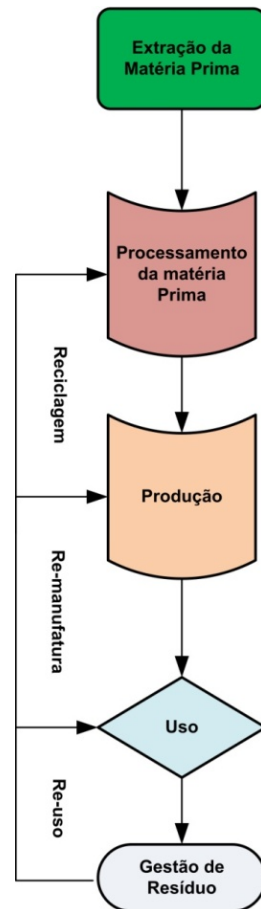 Extração da
Matéria Prima
Processamento
da matéria
Prima
Reciclagem
Produção
Re-manufatura
Uso
Re-uso
Gestão de
Resíduo